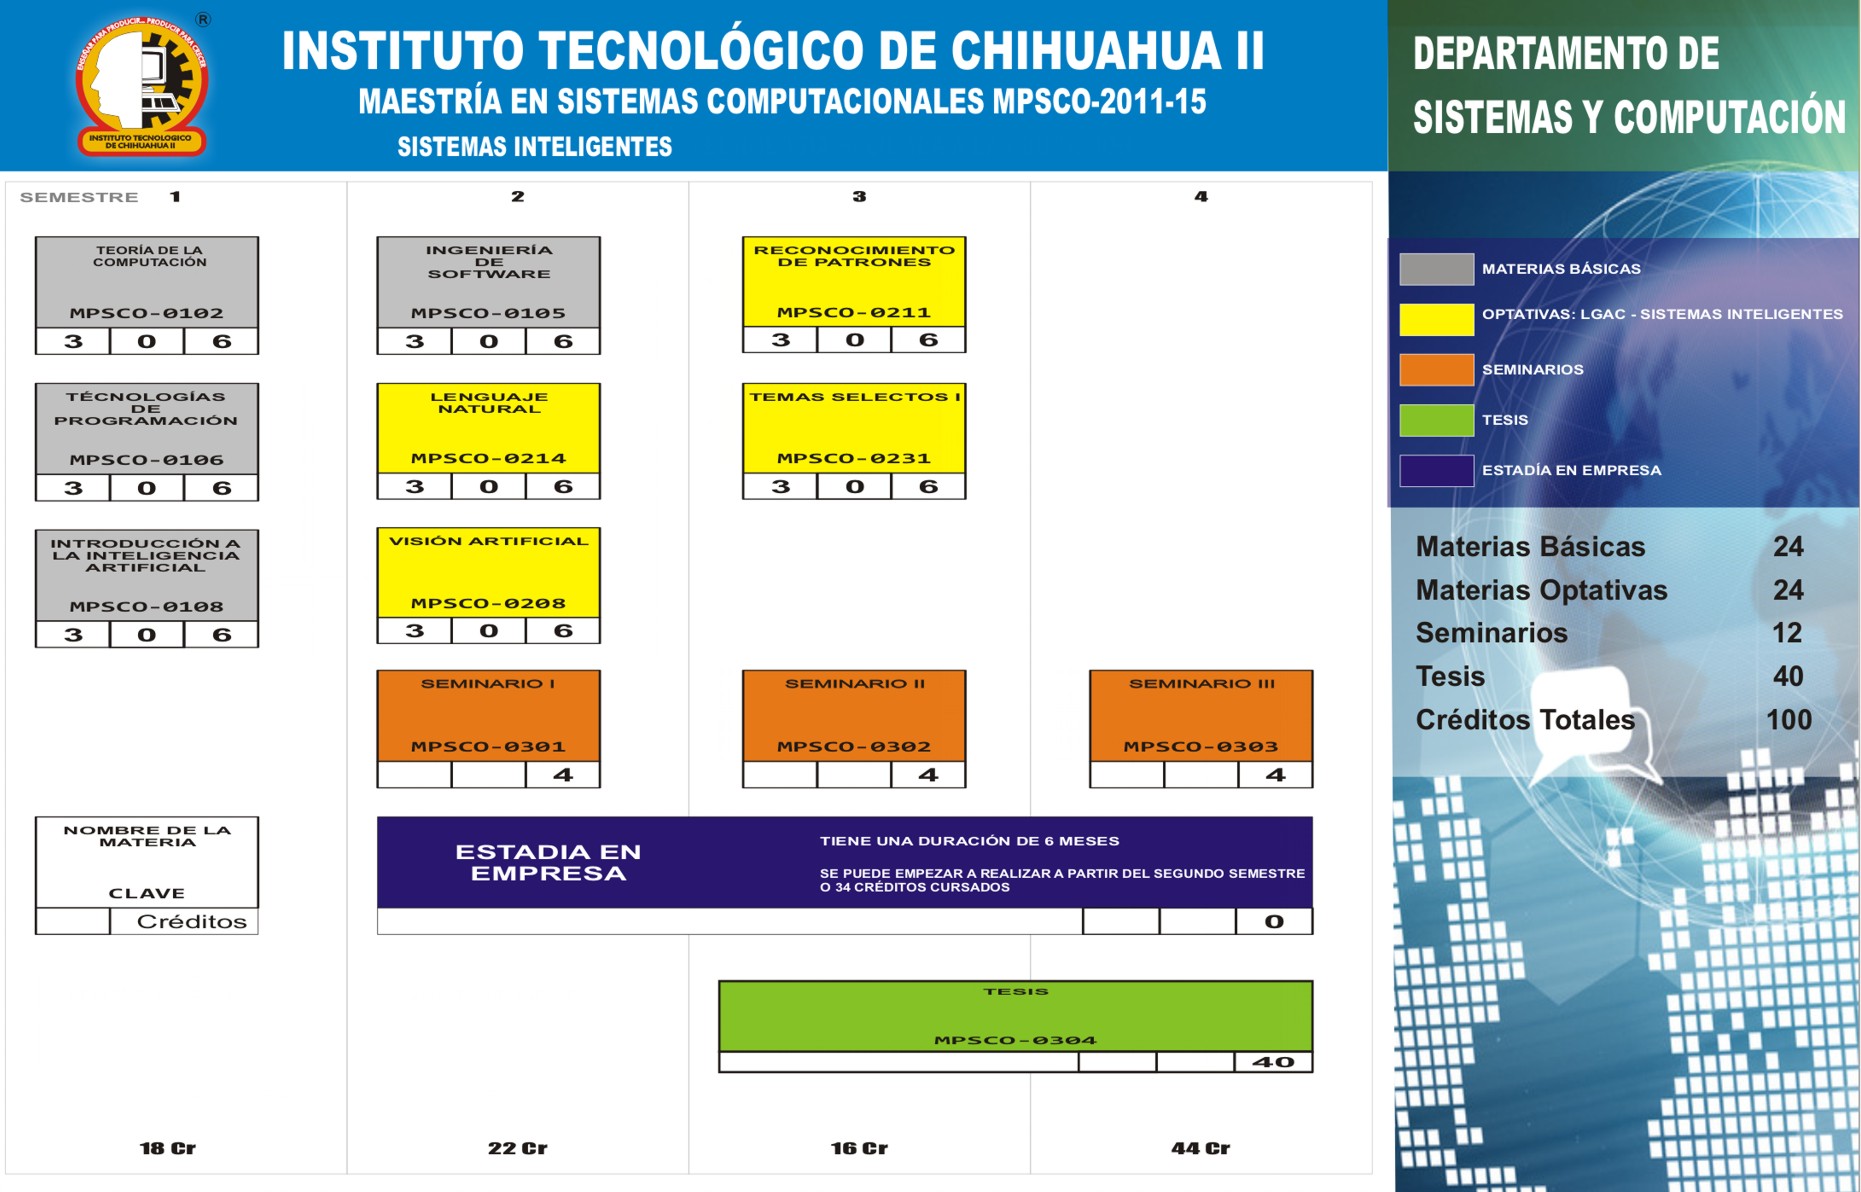 ENSEÑAR PARA PRODUCIR... PRODUCIR PARA CRECER
®
INSTITUTO TECNOLOGICO
DE CHIHUAHUA II
INSTITUTO TECNOLÓGICO DE CHIHUAHUA II
MAESTRÍA EN SISTEMAS COMPUTACIONALES MPSCO-2011-15
SISTEMAS INTELIGENTES
DEPARTAMENTO DE
SISTEMAS Y COMPUTACIÓN
SEMESTRE 1
2
3
4
TEORÍA DE LA
COMPUTACIÓN
MPSCO-0102
3 0 6
INGENIERÍA
DE
SOFTWARE
MPSCO-0105
3 0 6
RECONOCIMIENTO
DE PATRONES
MPSCO-0211
3 0 6
TÉCNOLOGÍAS
DE
PROGRAMACIÓN
MPSCO-0106
3 0 6
LENGUAJE
NATURAL
MPSCO-0214
3 0 6
TEMAS SELECTOS I
MPSCO-0231
3 0 6
INTRODUCCIÓN A
LA INTELIGENCIA
ARTIFICIAL
MPSCO-0108
3 0 6
VISIÓN ARTIFICIAL
MPSCO-0208
3 0 6
SEMINARIO I
MPSCO-0301
4
SEMINARIO II
MPSCO-0302
4
SEMINARIO III
MPSCO-0303
4
NOMBRE DE LA
MATERIA
CLAVE
Créditos
ESTADIA EN
EMPRESA
TIENE UNA DURACIÓN DE 6 MESES
SE PUEDE EMPEZAR A REALIZAR A PARTIR DEL SEGUNDO SEMESTRE
O 34 CRÉDITOS CURSADOS
0
TESIS
MPSCO-0304
40
18 Cr
22 Cr
16 Cr
44 Cr
MATERIAS BÁSICAS
OPTATIVAS: LGAC - SISTEMAS INTELIGENTES
SEMINARIOS
TESIS
ESTADÍA EN EMPRESA
Materias Básicas 24
Materias Optativas 24
Seminarios 12
Tesis 40
Créditos Totales 100